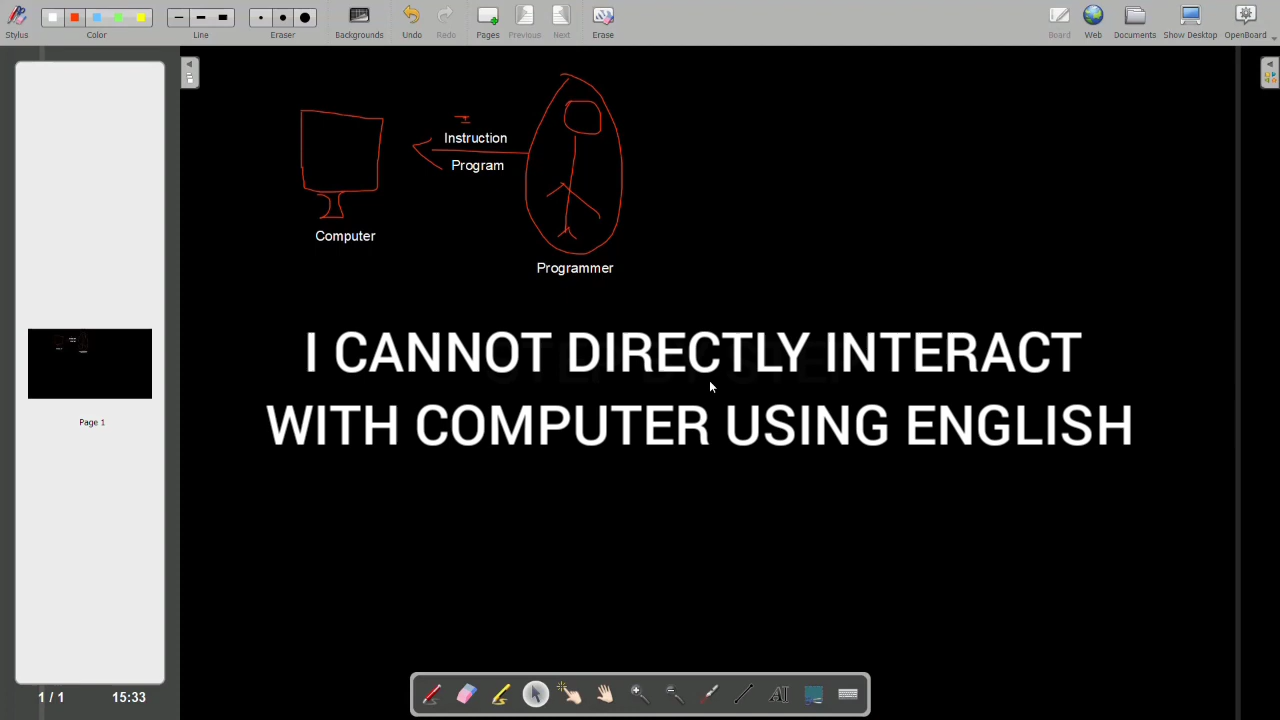 Stylus
Color
Line
Eraser
Backgrounds
Undo
Redo
Pages
Previous
Next
Erase
Board
Web
Documents
Show Desktop
OpenBoard
Instruction
Program
Computer
Programmer
I CANNOT DIRECTLY INTERACT
WITH COMPUTER USING ENGLISH
Page 1
1 / 1
15:33
AI